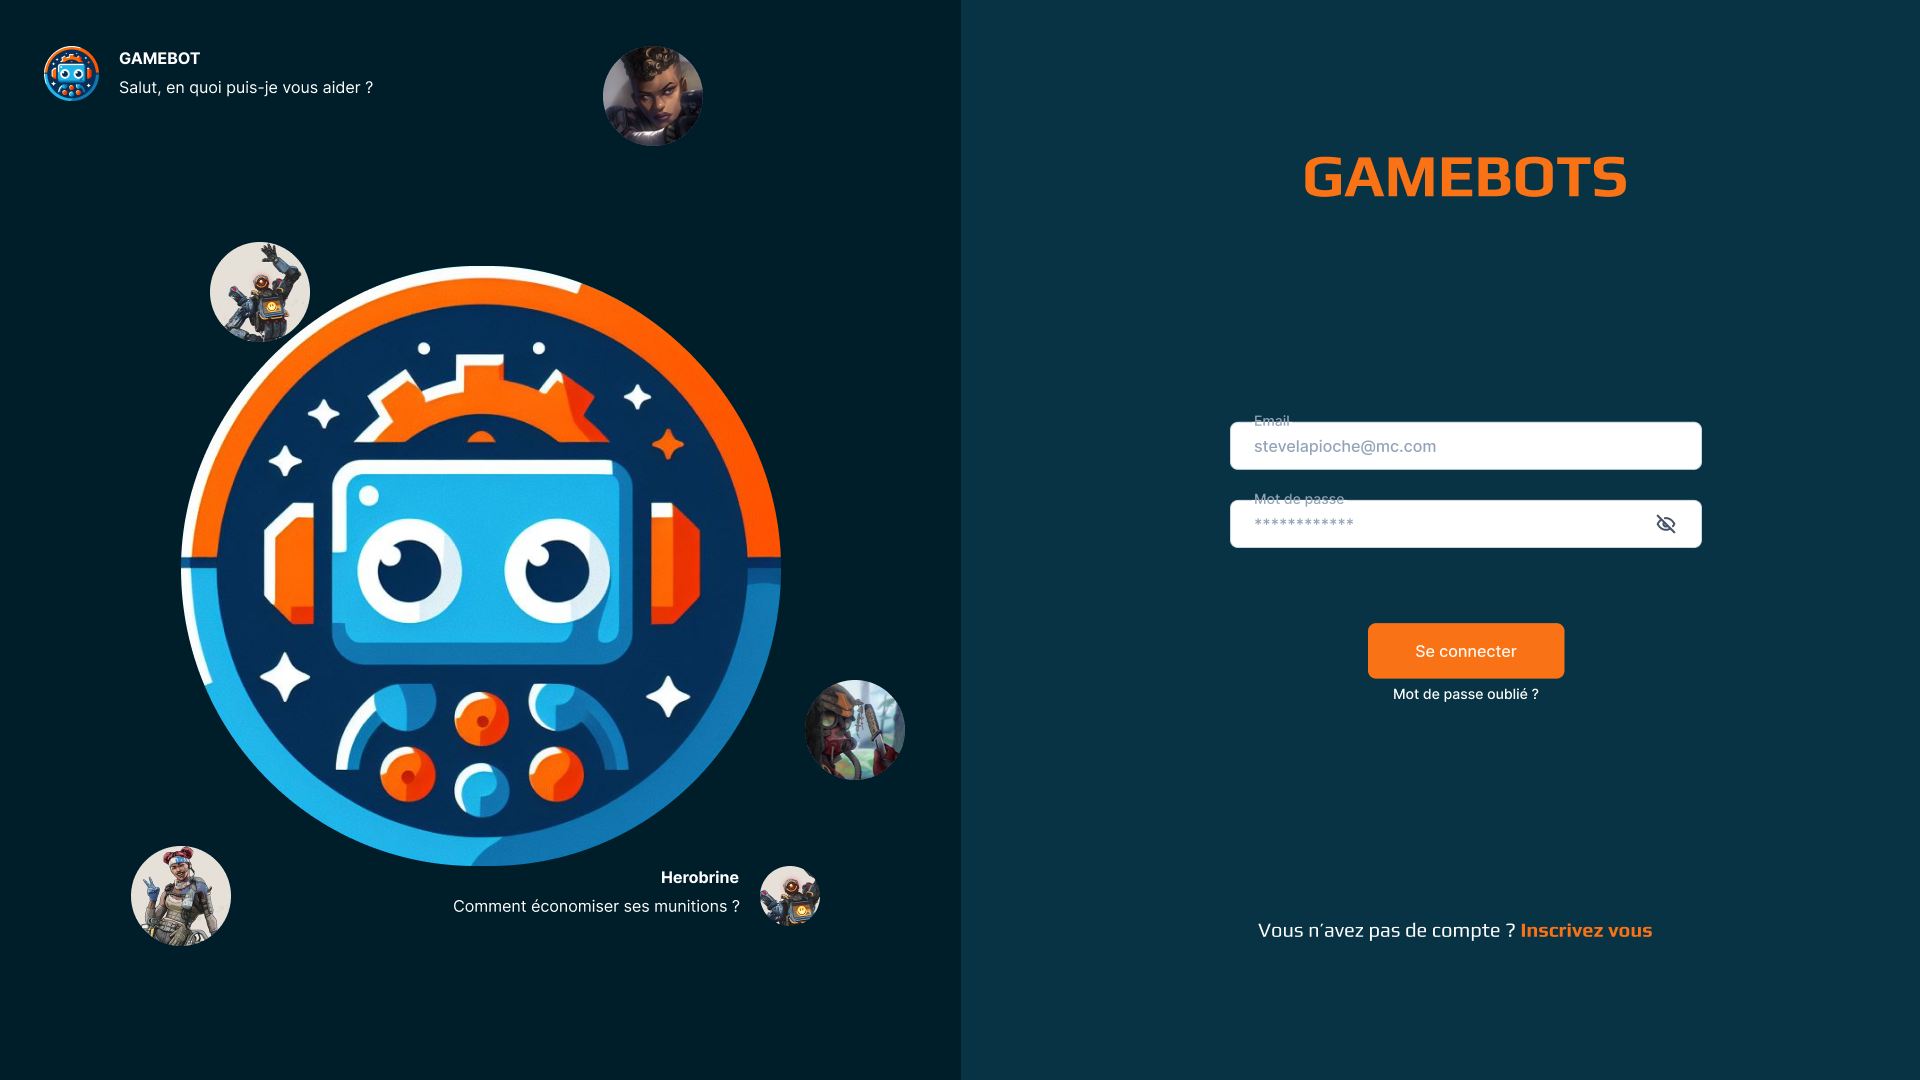 GAMEBOT
Salut, en quoi puis-je vous aider ?
Herobrine
Comment économiser ses munitions ?
GAMEBOTS
Email
stevelapioche@mc.com
Mot de passe
************
Se connecter
Mot de passe oublié ?
Vous n’avez pas de compte ? Inscrivez vous